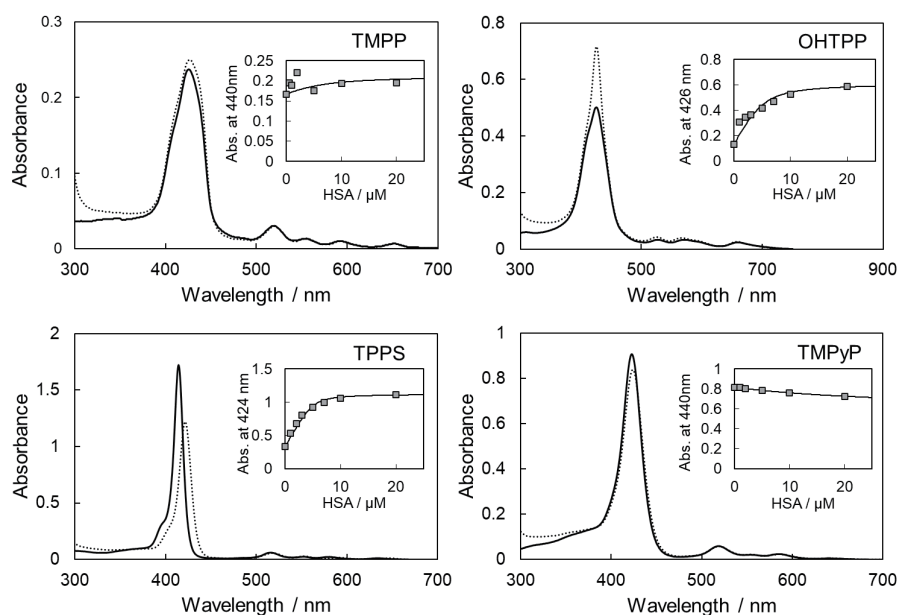 TMPP
0.3
0.2
0.1
0
Absorbance
300 400 500 600 700
Wavelength / nm
0.25
0.20
0.15
0.10
0.05
0
Abs. at 440nm
0 10 20
HSA / μM
OHTPP
0.8
0.6
0.4
0.2
0
Absorbance
300 500 700 900
Wavelength / nm
0.8
0.6
0.4
0.2
0
Abs. at 426 nm
0 10 20
HSA / μM
TPPS
2
1.5
1
0.5
0
Absorbance
300 400 500 600 700
Wavelength / nm
1.5
1
0.5
0
Abs. at 424 nm
0 10 20
HSA / μM
TMPyP
1
0.8
0.6
0.4
0.2
0
Absorbance
300 400 500 600 700
Wavelength / nm
1
0.8
0.6
0.4
0.2
0
Abs. at 440nm
0 10 20
HSA / μM